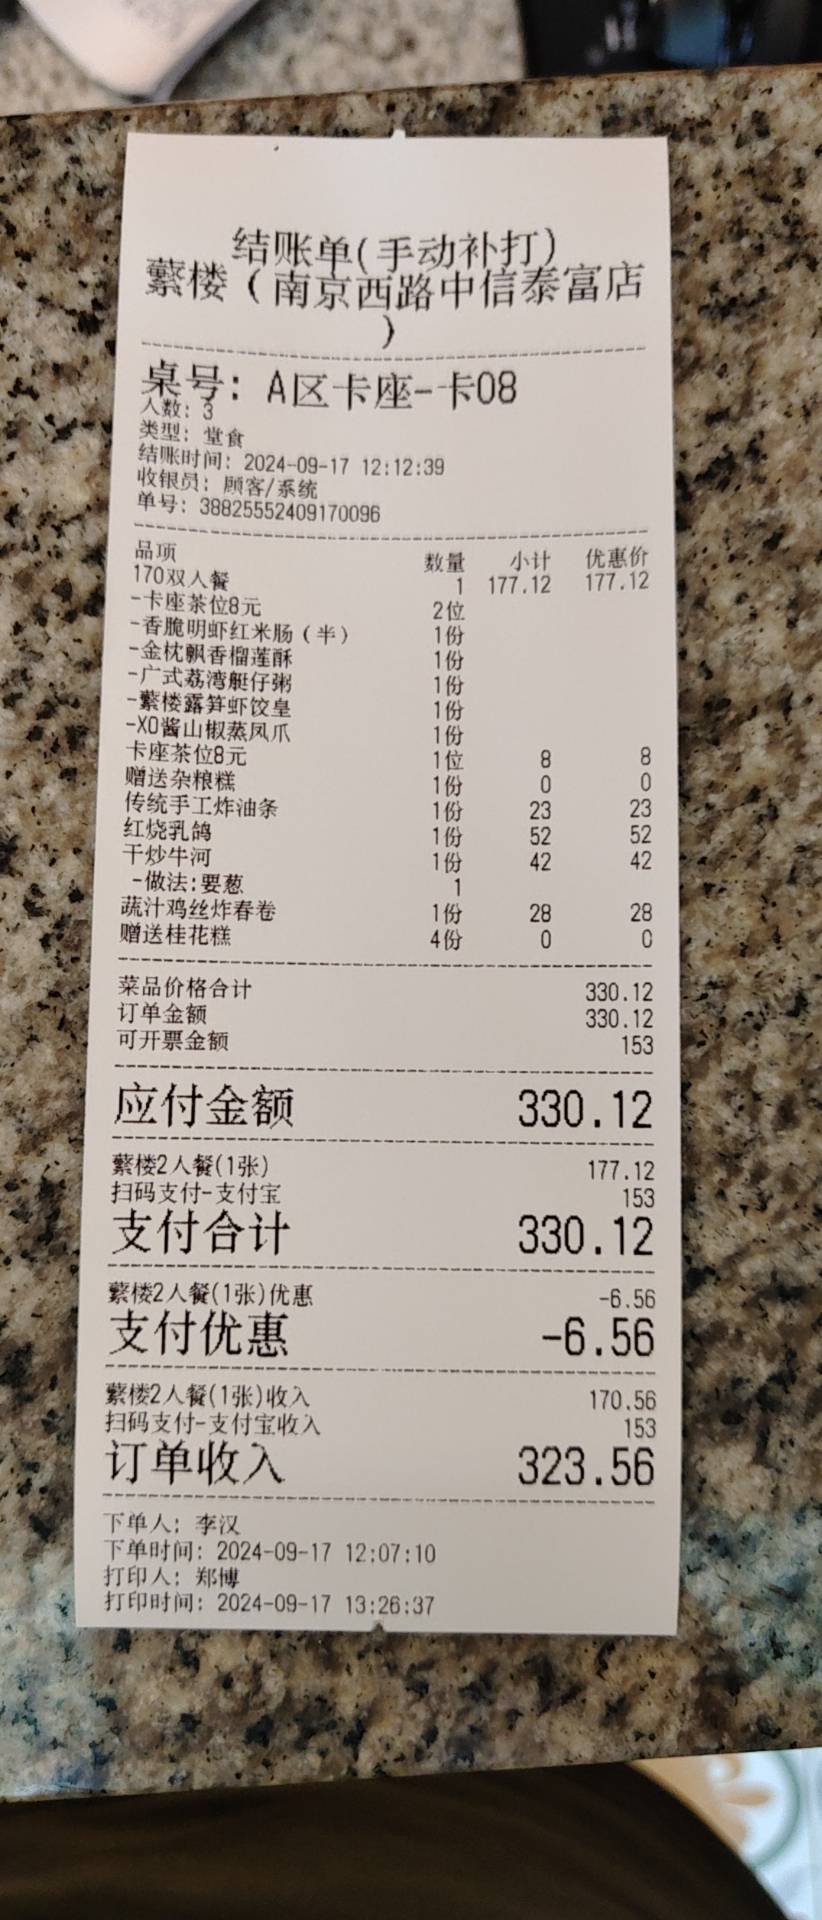 结账单(手动补打)
蘩楼（南京西路中信泰富店
）
桌号: A区卡座-卡08
人数: 3
类型: 堂食
结账时间: 2024-09-17 12:12:39
收银员: 顾客/系统
单号: 38825552409170096
品项 数量 小计 优惠价
170双人餐 1 177.12 177.12
-卡座茶位8元 2位
-香脆明虾红米肠（半） 1份
-金枕飘香榴莲酥 1份
-广式荔湾艇仔粥 1份
-蘩楼露笋虾饺皇 1份
-XO酱山椒蒸凤爪 1份
卡座茶位8元 1位 8 8
赠送杂粮糕 1份 0 0
传统手工炸油条 1份 23 23
红烧乳鸽 1份 52 52
干炒牛河 1份 42 42
-做法:要葱 1
蔬汁鸡丝炸春卷 1份 28 28
赠送桂花糕 4份 0 0
菜品价格合计 330.12
订单金额 330.12
可开票金额 153
应付金额 330.12
蘩楼2人餐(1张) 177.12
扫码支付-支付宝 153
支付合计 330.12
蘩楼2人餐(1张)优惠 -6.56
支付优惠 -6.56
蘩楼2人餐(1张)收入 170.56
扫码支付-支付宝收入 153
订单收入 323.56
下单人: 李汉
下单时间: 2024-09-17 12:07:10
打印人: 郑博
打印时间: 2024-09-17 13:26:37